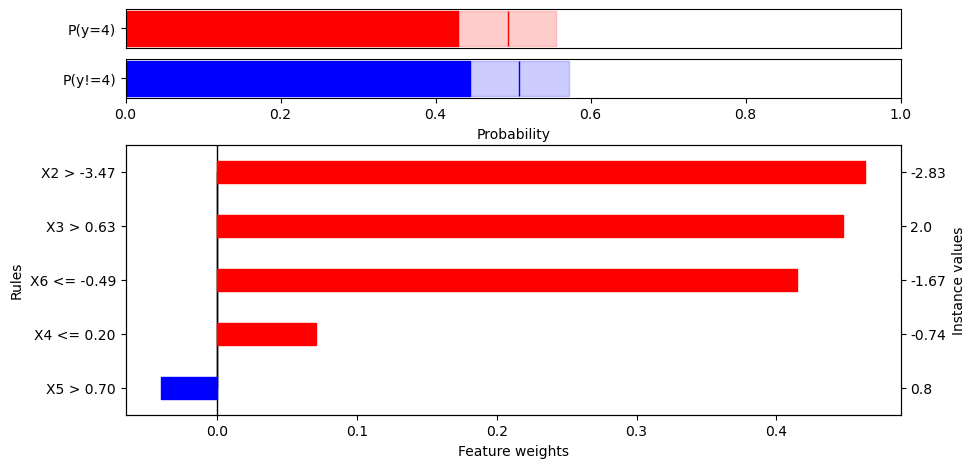 P(y=4)
P(y!=4)
0.0 0.2 0.4 0.6 0.8 1.0
Probability
X2 > -3.47 -2.83
X3 > 0.63 2.0
X6 <= -0.49 -1.67
X4 <= 0.20 -0.74
X5 > 0.70 0.8
Rules
Instance values
0.0 0.1 0.2 0.3 0.4
Feature weights